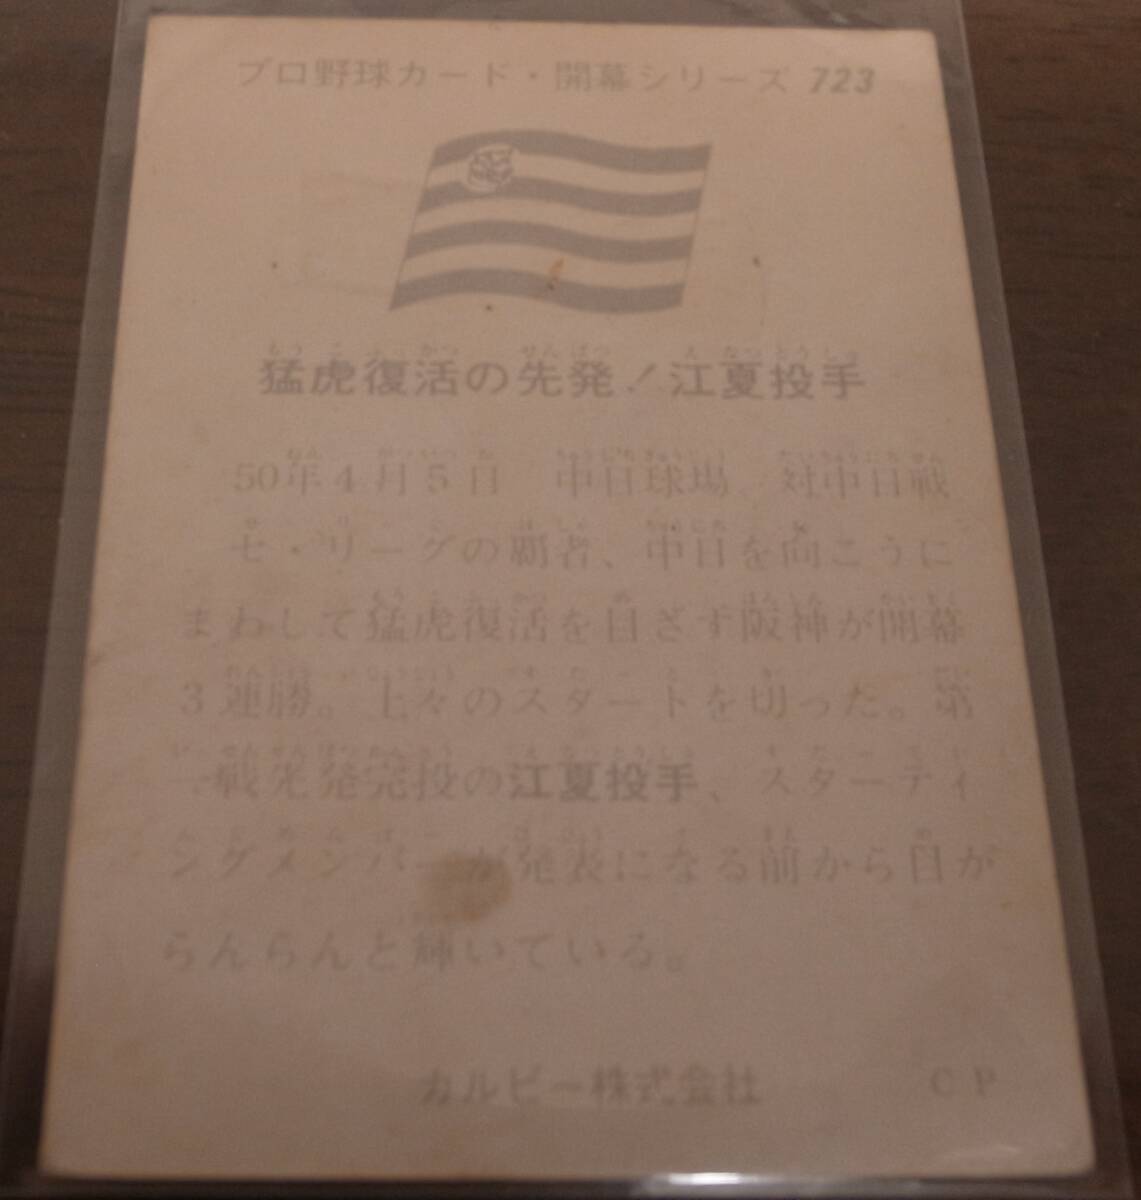 プロ野球カード・開幕シリーズ 723
猛虎復活の先発！江夏投手
50年4月5日　中日球場　対中日戦
セ・リーグの覇者、中日を向こうに
まわして猛虎復活を目ざす阪神が開幕
3連勝。上々のスタートを切った。第
一戦先発完投の江夏投手、スターティ
ングメンバーが発表になる前から目が
らんらんと輝いている。
カルビー株式会社 CP